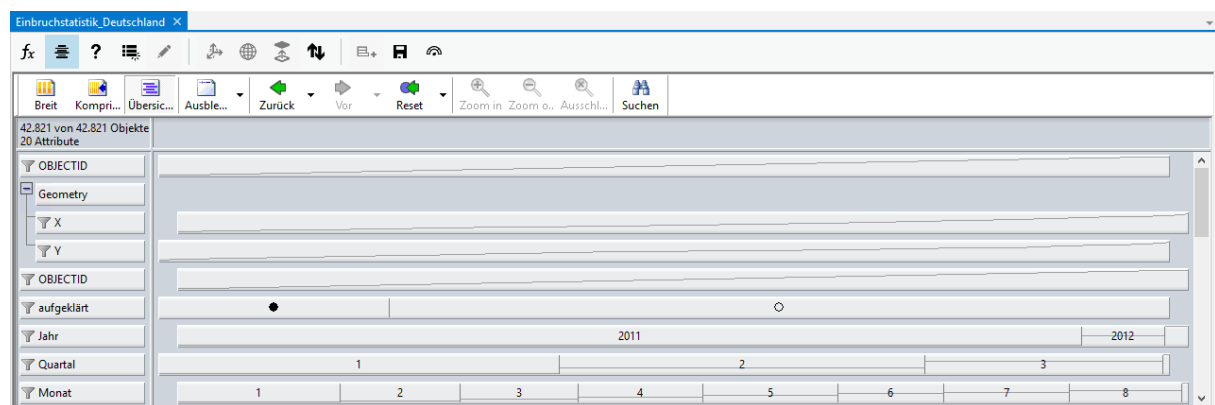 Einbruchstatistik_Deutschland ×
fx ?
Breit Kompri... Übersic... Ausble... Zurück Vor Reset Zoom in Zoom o.. Ausschl... Suchen
42.821 von 42.821 Objekte
20 Attribute
OBJECTID
Geometry
X
Y
OBJECTID
aufgeklärt
Jahr 2011 2012
Quartal 1 2 3
Monat 1 2 3 4 5 6 7 8